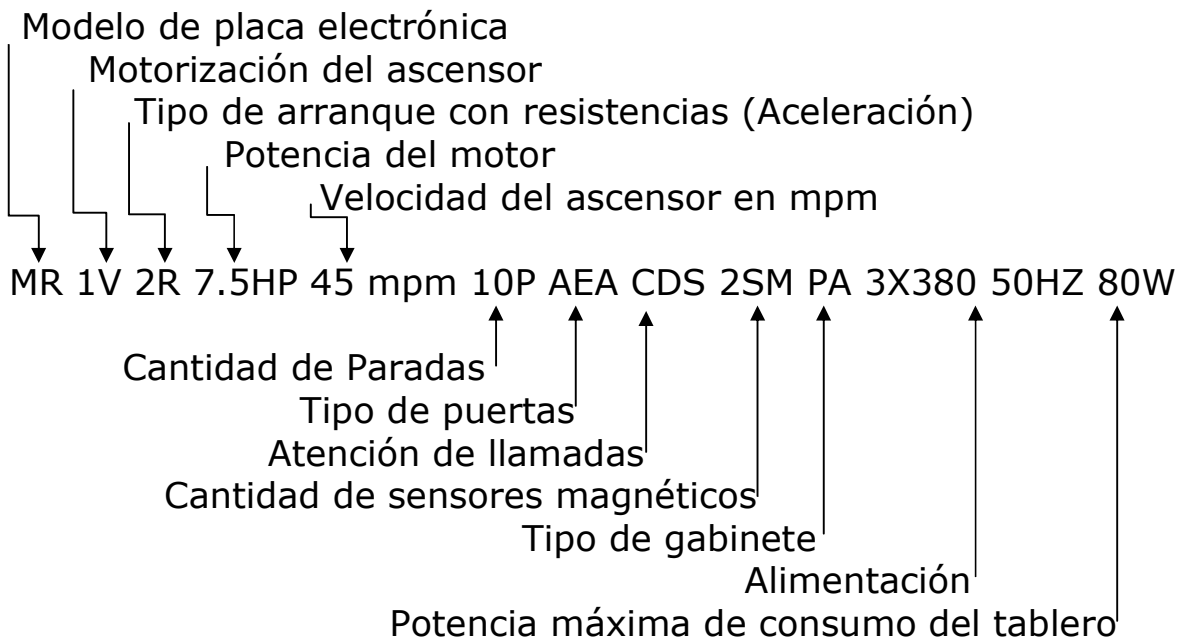 Modelo de placa electrónica
Motorización del ascensor
Tipo de arranque con resistencias (Aceleración)
Potencia del motor
Velocidad del ascensor en mpm
MR 1V 2R 7.5HP 45 mpm 10P AEA CDS 2SM PA 3X380 50HZ 80W
Cantidad de Paradas
Tipo de puertas
Atención de llamadas
Cantidad de sensores magnéticos
Tipo de gabinete
Alimentación
Potencia máxima de consumo del tablero